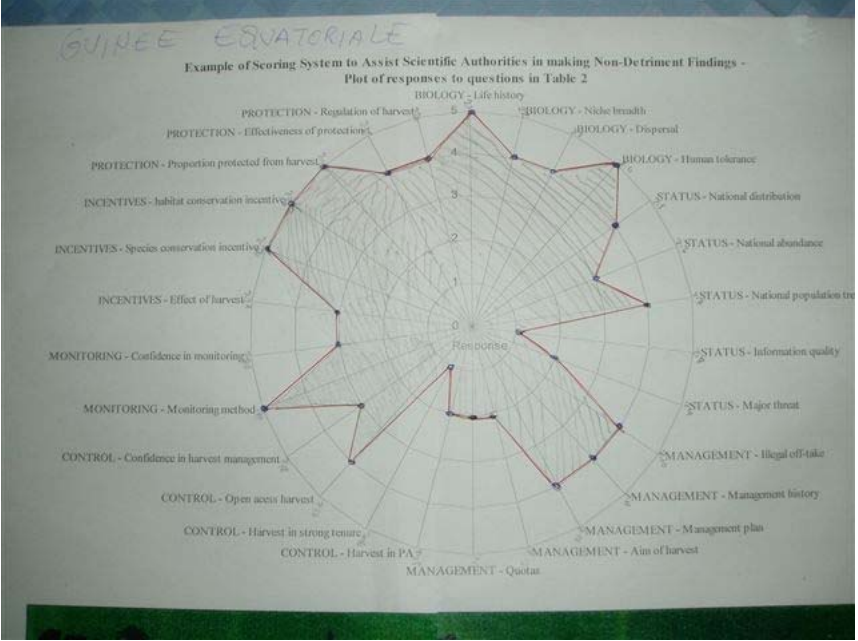 GUINEE EQUATORIALE
Example of Scoring System to Assist Scientific Authorities in making Non-Detriment Findings -
Plot of responses to questions in Table 2
BIOLOGY - Life history
BIOLOGY - Niche breadth
BIOLOGY - Dispersal
BIOLOGY - Human tolerance
STATUS - National distribution
STATUS - National abundance
STATUS - National population tre
STATUS - Information quality
STATUS - Major threat
MANAGEMENT - Illegal off-take
MANAGEMENT - Management history
MANAGEMENT - Management plan
MANAGEMENT - Aim of harvest
MANAGEMENT - Quotas
CONTROL - Harvest in PA
CONTROL - Harvest in strong tenure
CONTROL - Open acess harvest
CONTROL - Confidence in harvest management
MONITORING - Monitoring method
MONITORING - Confidence in monitoring
INCENTIVES - Effect of harvest
INCENTIVES - Species conservation incentive
INCENTIVES - habitat conservation incentive
PROTECTION - Proportion protected from harvest
PROTECTION - Effectiveness of protection
PROTECTION - Regulation of harvest
5
4
3
2
1
0
Response